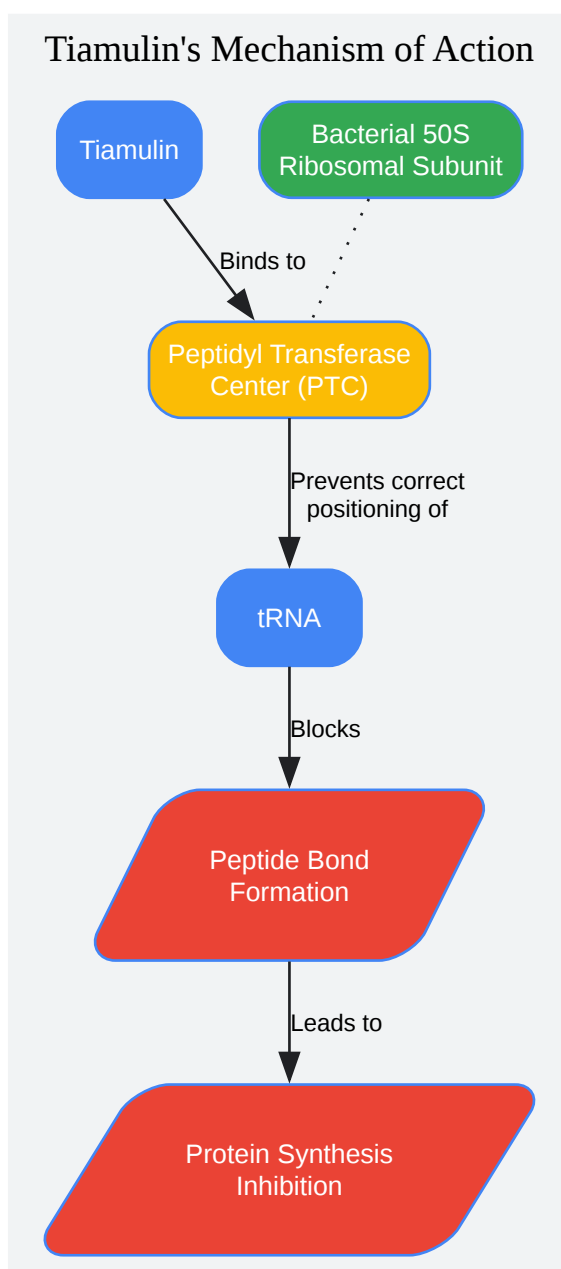 Tiamulin's Mechanism of Action
Tiamulin
Bacterial 50S
Ribosomal Subunit
Binds to
Peptidyl Transferase
Center (PTC)
Prevents correct
positioning of
tRNA
Blocks
Peptide Bond
Formation
Leads to
Protein Synthesis
Inhibition